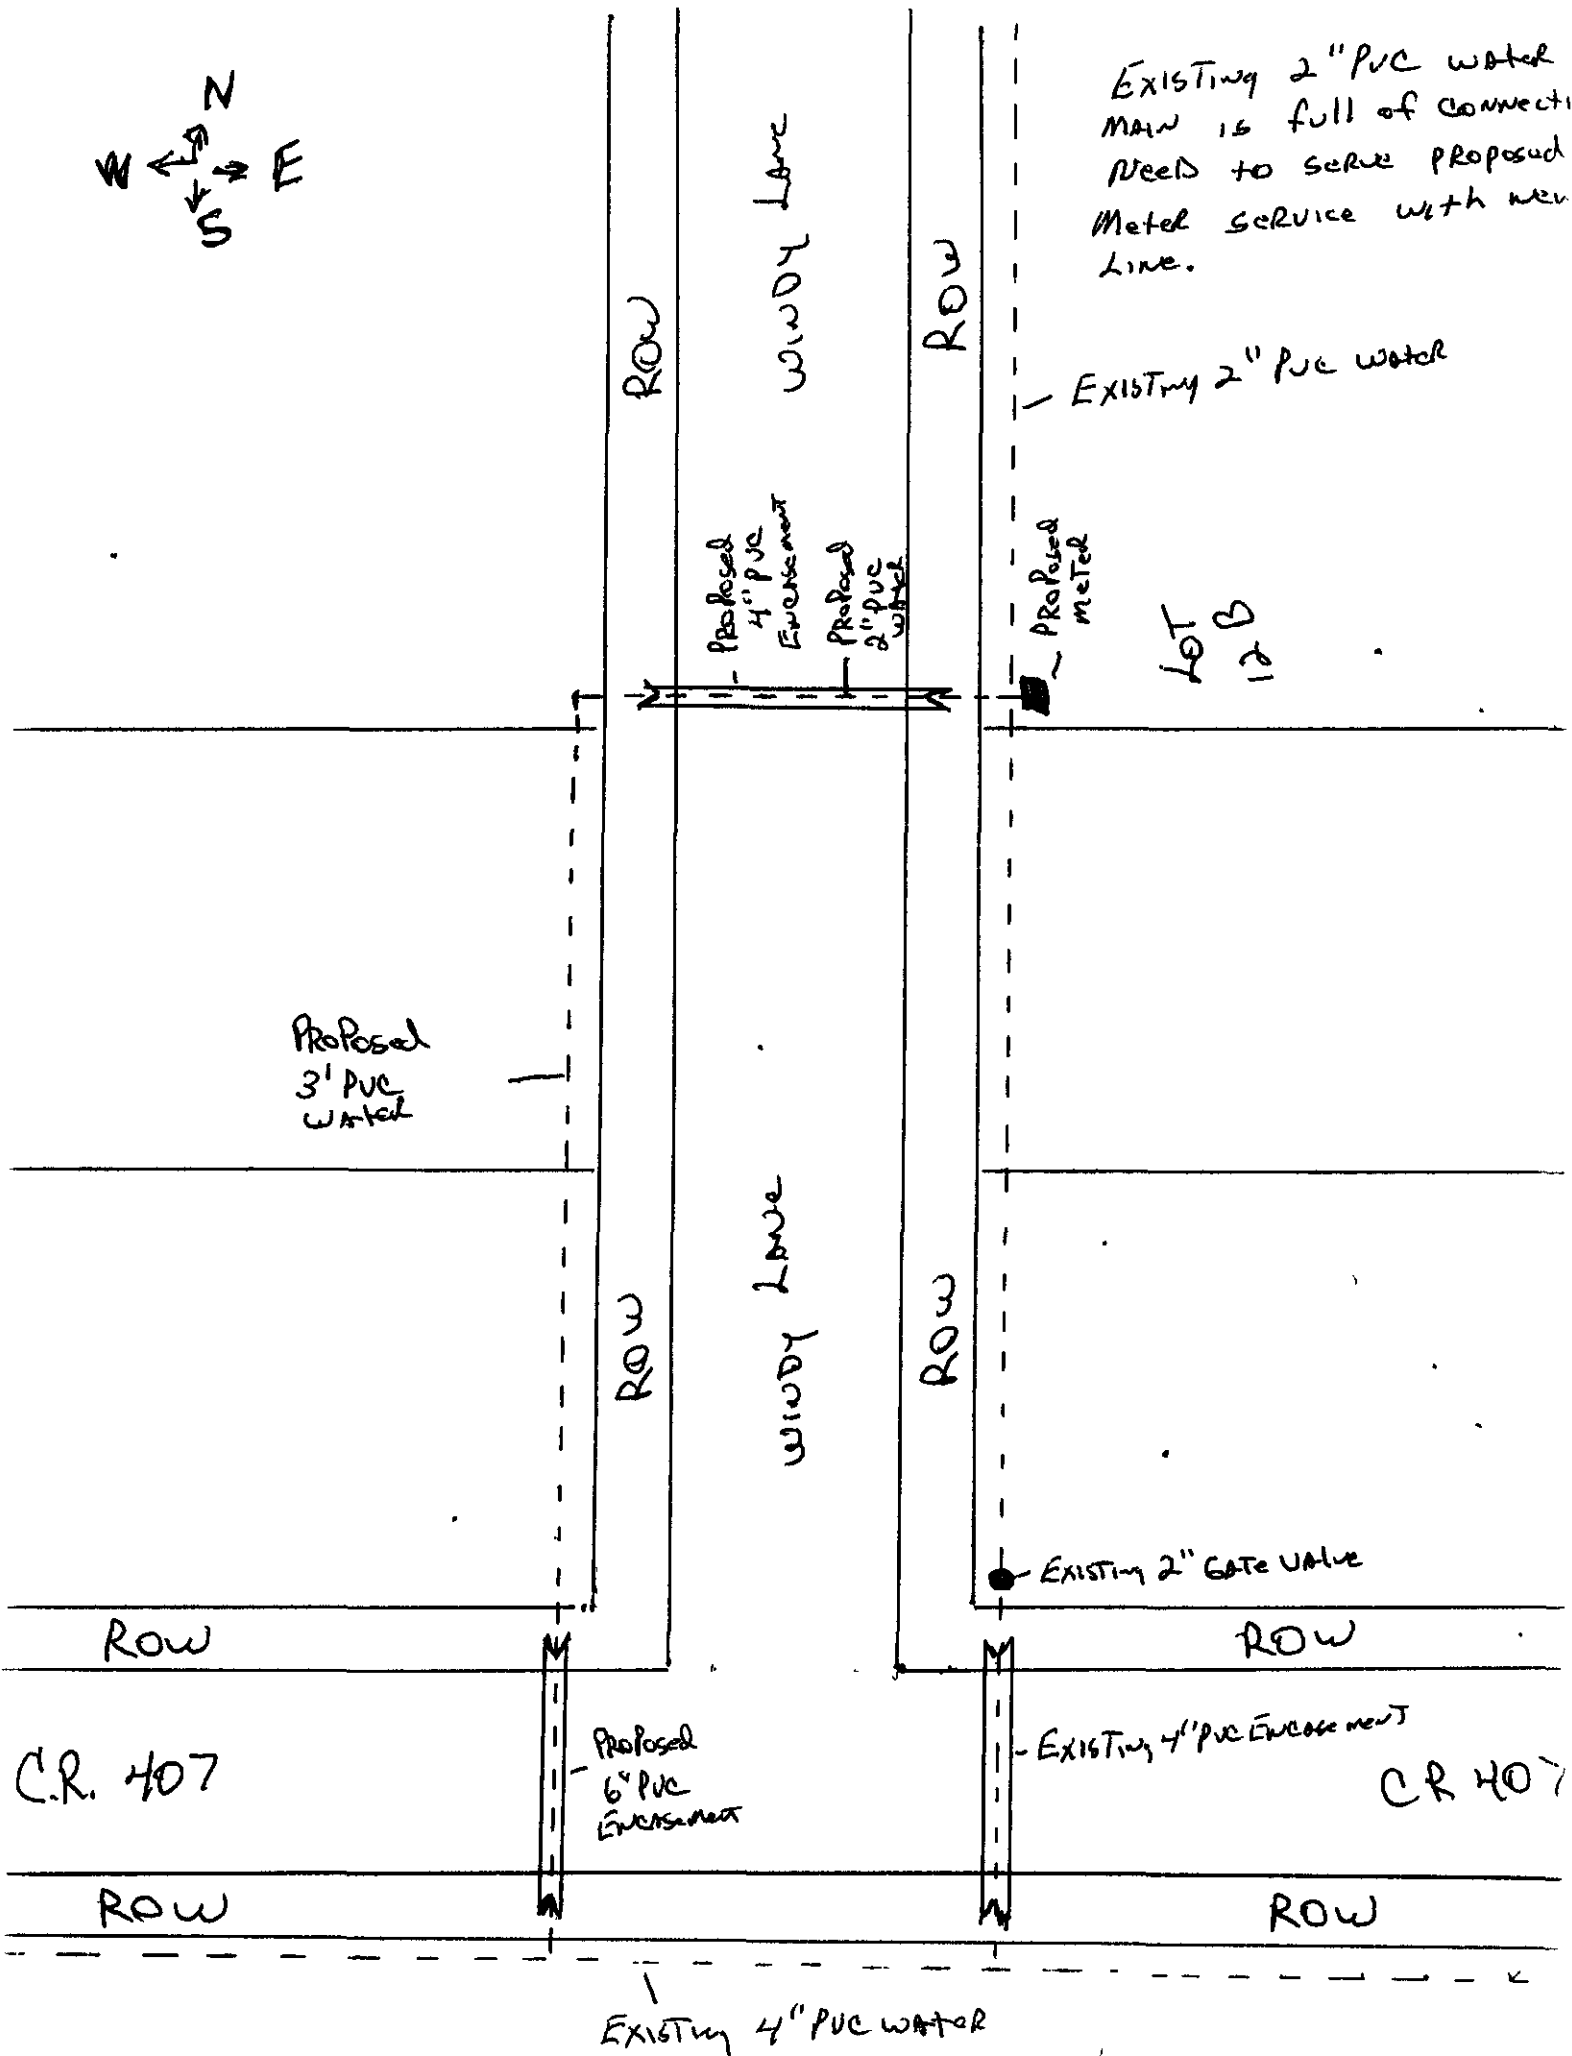 N
W E
S
EXISTING 2" PVC WATER
MAIN is full of CONNECTI
NEED to SERVE PROPOSED
Meter SERVICE with new
Line.
WINDY LANE
ROW
ROW
EXISTING 2" PVC WATER
PROPOSED
4" PVC
Encasement
PROPOSED
2" PVC
WATER
PROPOSED
METER
LOT
12 B
PROPOSED
3' PVC
WATER
WINDY LANE
ROW
ROW
EXISTING 2" GATE VALVE
ROW
ROW
C.R. 407
PROPOSED
6" PVC
ENCASEMENT
EXISTING 4" PVC ENCASEMENT
CR 407
ROW
ROW
EXISTING 4" PVC WATER